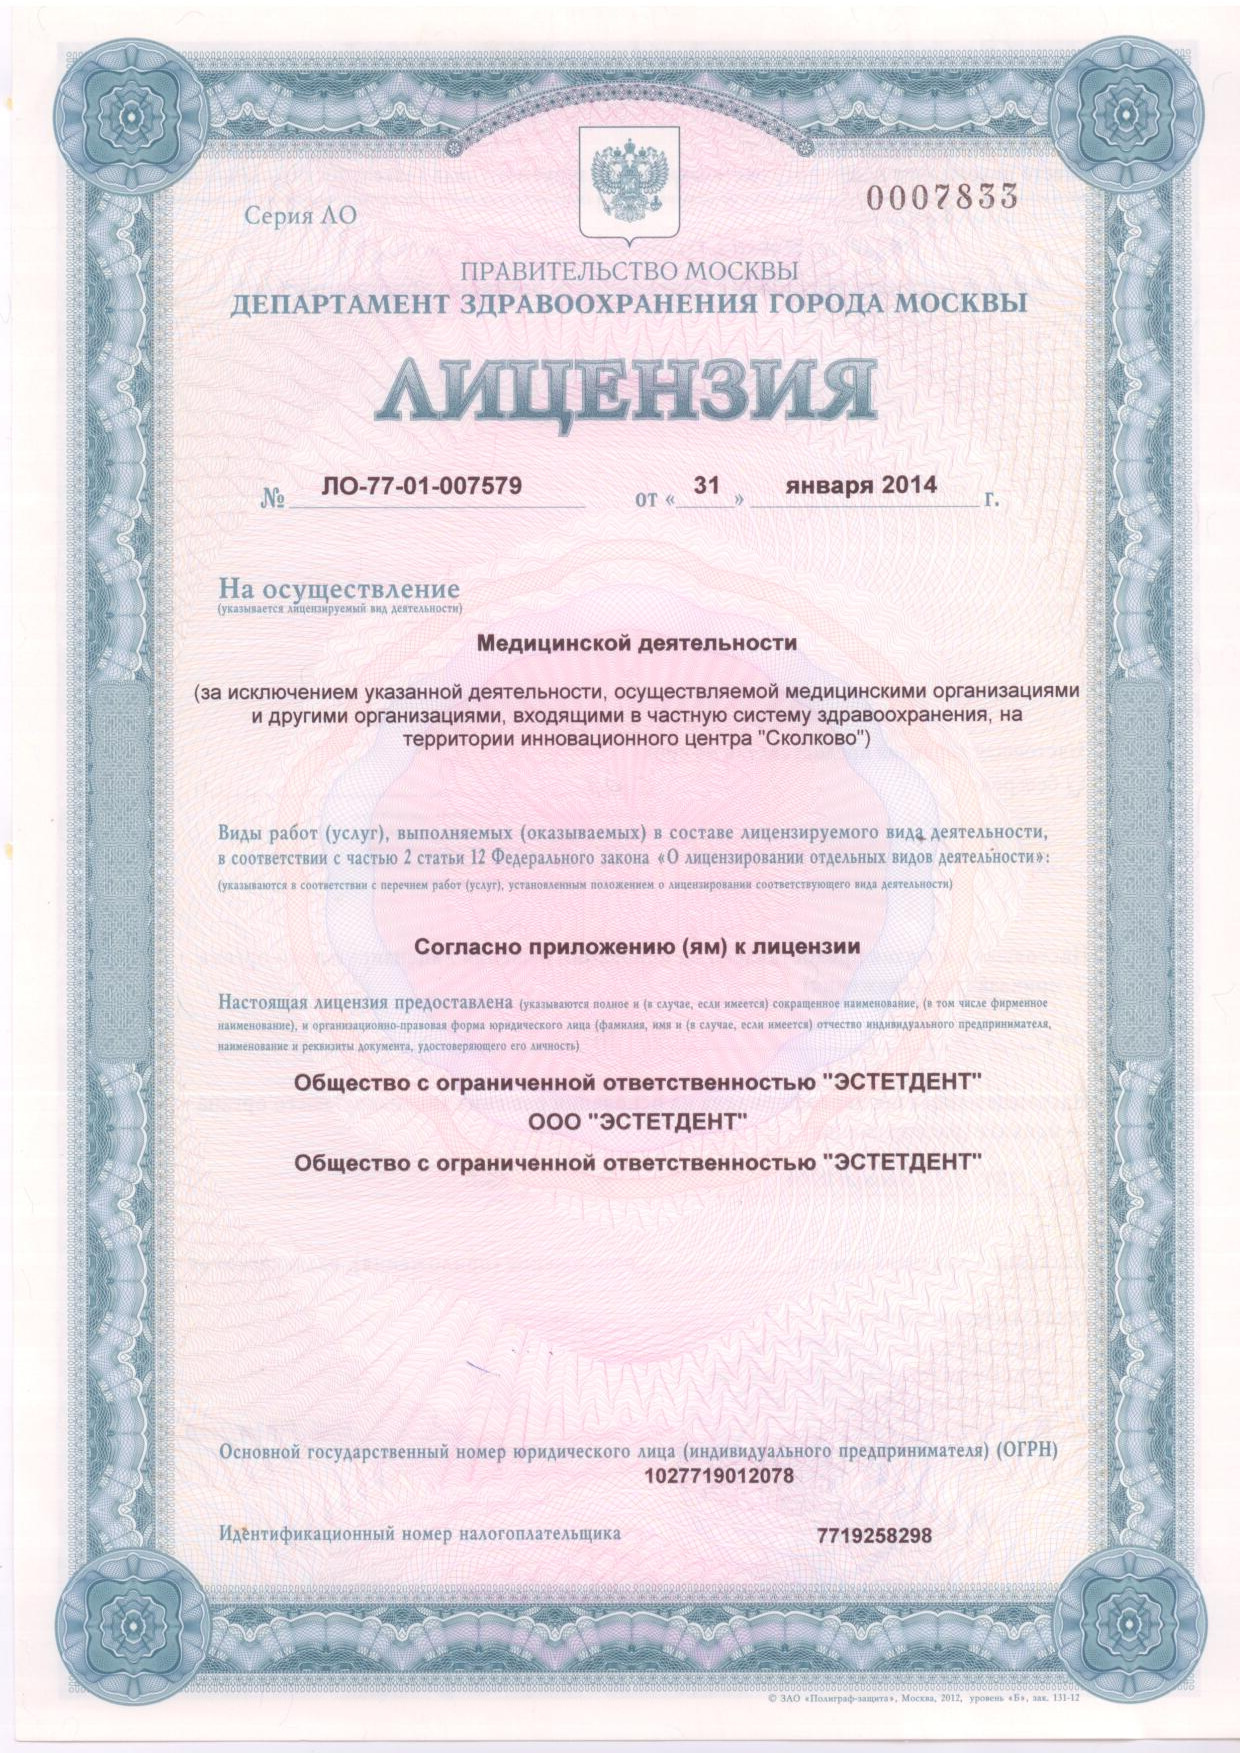 Серия ЛО
0007833
ПРАВИТЕЛЬСТВО МОСКВЫ
ДЕПАРТАМЕНТ ЗДРАВООХРАНЕНИЯ ГОРОДА МОСКВЫ
ЛИЦЕНЗИЯ
№ ЛО-77-01-007579 от « 31 » января 2014 г.
На осуществление
(указывается лицензируемый вид деятельности)
Медицинской деятельности
(за исключением указанной деятельности, осуществляемой медицинскими организациями
и другими организациями, входящими в частную систему здравоохранения, на
территории инновационного центра "Сколково")
Виды работ (услуг), выполняемых (оказываемых) в составе лицензируемого вида деятельности,
в соответствии с частью 2 статьи 12 Федерального закона «О лицензировании отдельных видов деятельности»:
(указываются в соответствии с перечнем работ (услуг), установленным положением о лицензировании соответствующего вида деятельности)
Согласно приложению (ям) к лицензии
Настоящая лицензия предоставлена (указываются полное и (в случае, если имеется) сокращенное наименование, (в том числе фирменное
наименование), и организационно-правовая форма юридического лица (фамилия, имя и (в случае, если имеется) отчество индивидуального предпринимателя,
наименование и реквизиты документа, удостоверяющего его личность)
Общество с ограниченной ответственностью "ЭСТЕТДЕНТ"
ООО "ЭСТЕТДЕНТ"
Общество с ограниченной ответственностью "ЭСТЕТДЕНТ"
Основной государственный номер юридического лица (индивидуального предпринимателя) (ОГРН)
1027719012078
Идентификационный номер налогоплательщика 7719258298
© ЗАО «Полиграф-защита», Москва, 2012, уровень «Б», зак. 131-12